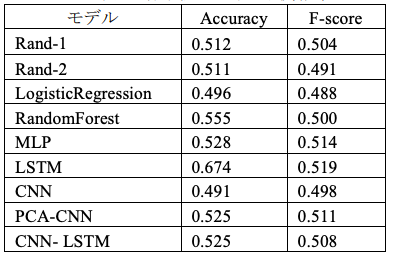 モデル Accuracy F-score
Rand-1 0.512 0.504
Rand-2 0.511 0.491
LogisticRegression 0.496 0.488
RandomForest 0.555 0.500
MLP 0.528 0.514
LSTM 0.674 0.519
CNN 0.491 0.498
PCA-CNN 0.525 0.511
CNN- LSTM 0.525 0.508